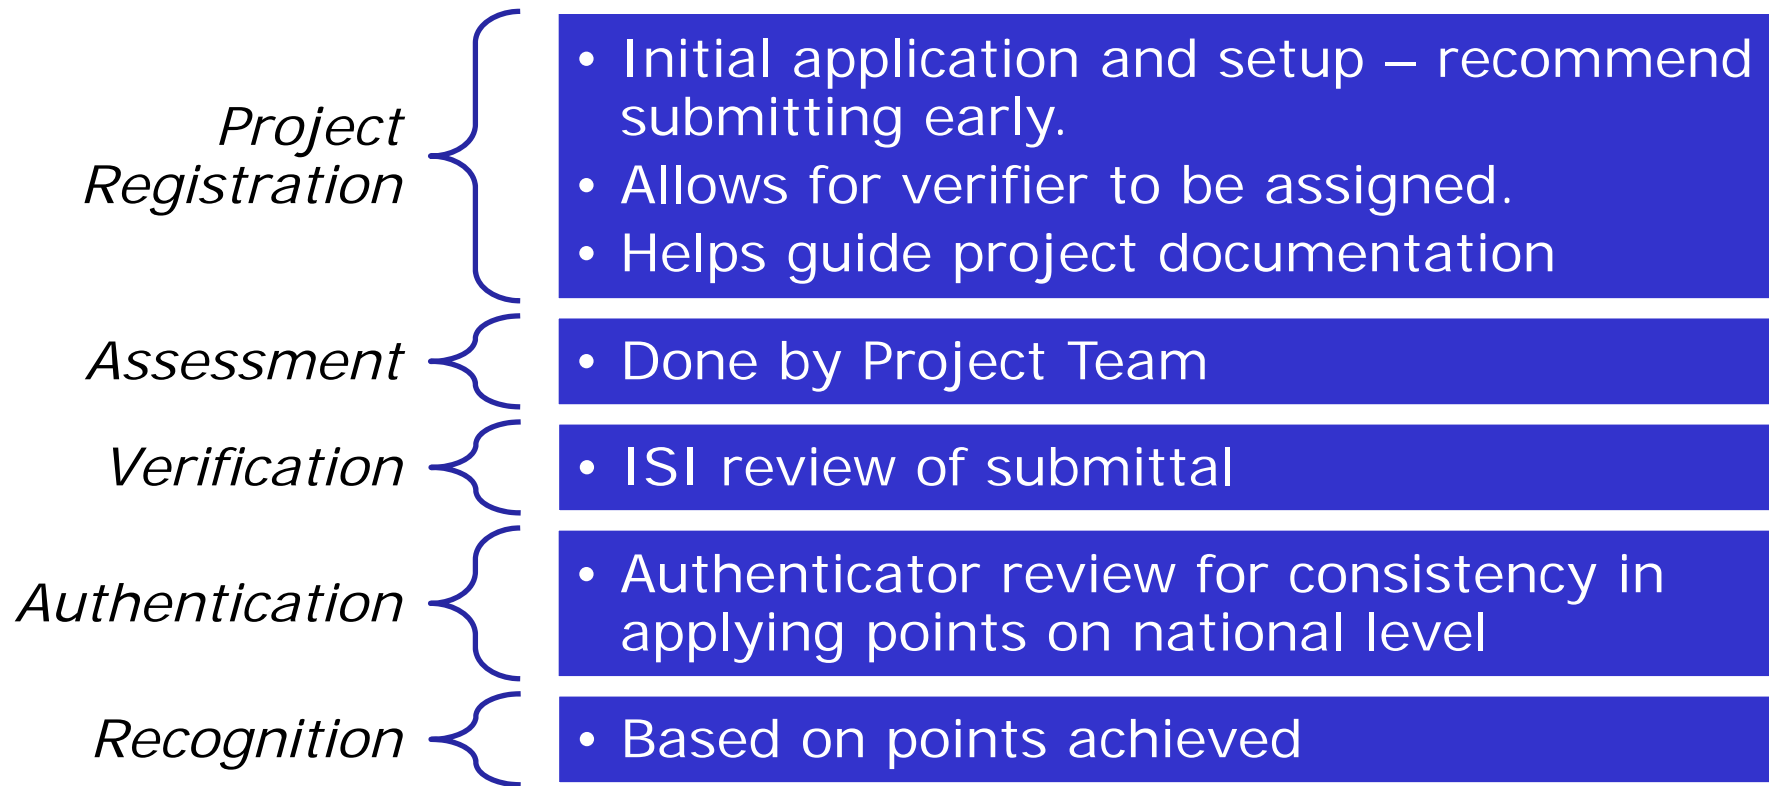 Project
Registration
• Initial application and setup – recommend
submitting early.
• Allows for verifier to be assigned.
• Helps guide project documentation
Assessment
• Done by Project Team
Verification
• ISI review of submittal
Authentication
• Authenticator review for consistency in
applying points on national level
Recognition
• Based on points achieved